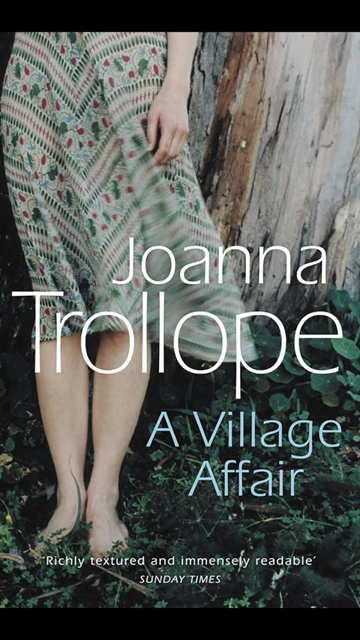 Joanna
Trollope
A Village
Affair
‘Richly textured and immensely readable’
SUNDAY TIMES